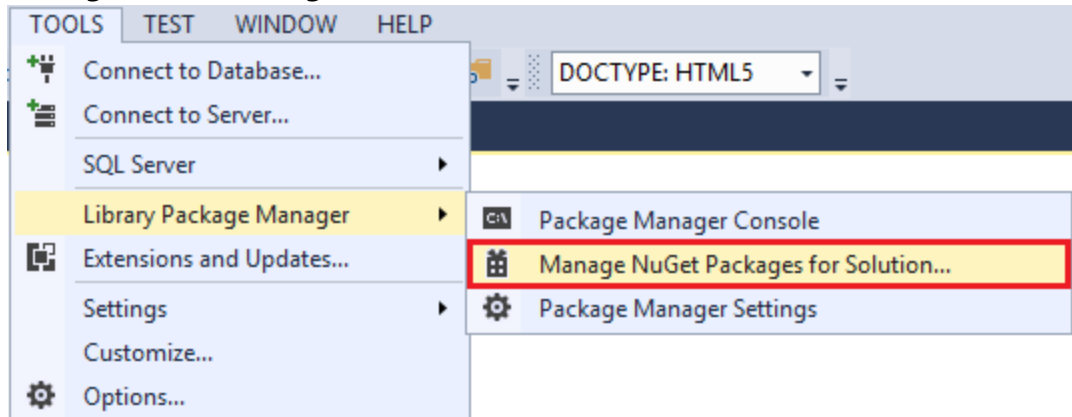 TOOLS TEST WINDOW HELP
Connect to Database...
DOCTYPE: HTML5
Connect to Server...
SQL Server
Library Package Manager
C:\
Package Manager Console
Extensions and Updates...
Manage NuGet Packages for Solution...
Settings
Package Manager Settings
Customize...
Options...